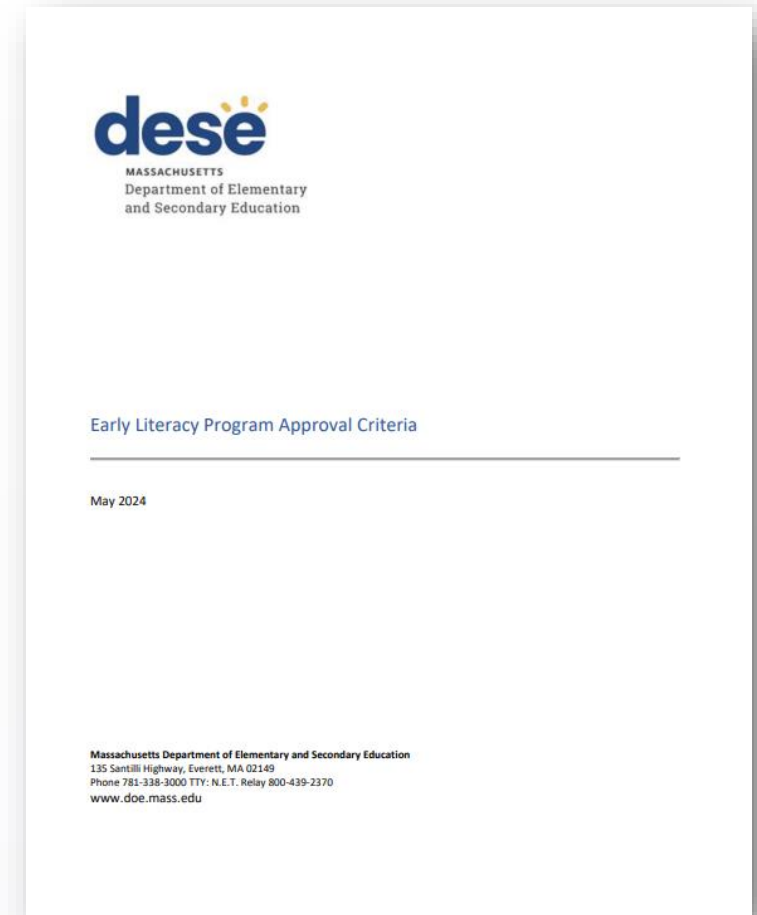 dese
MASSACHUSETTS
Department of Elementary
and Secondary Education
Early Literacy Program Approval Criteria
May 2024
Massachusetts Department of Elementary and Secondary Education
135 Santilli Highway, Everett, MA 02149
Phone 781-338-3000 TTY: N.E.T. Relay 800-439-2370
www.doe.mass.edu